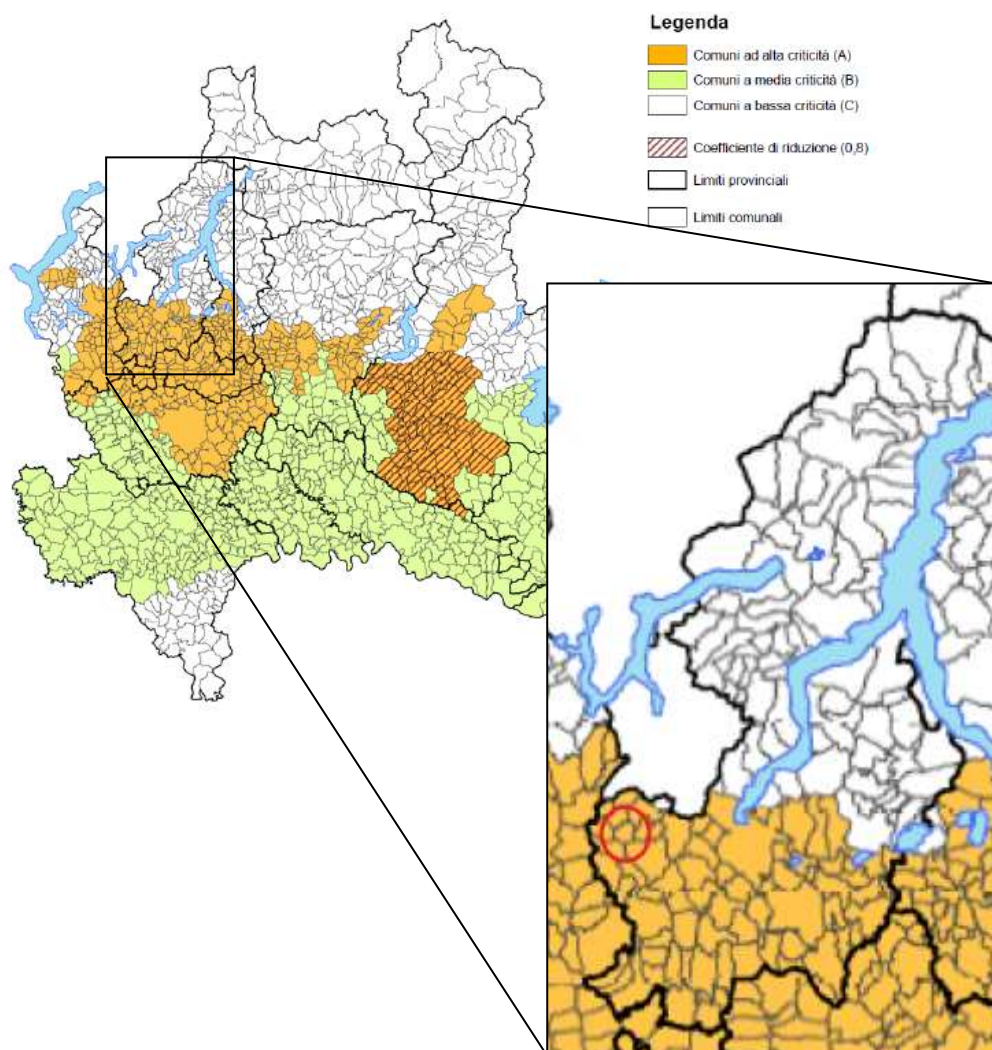 Legenda
Comuni ad alta criticità (A)
Comuni a media criticità (B)
Comuni a bassa criticità (C)
Coefficiente di riduzione (0,8)
Limiti provinciali
Limiti comunali